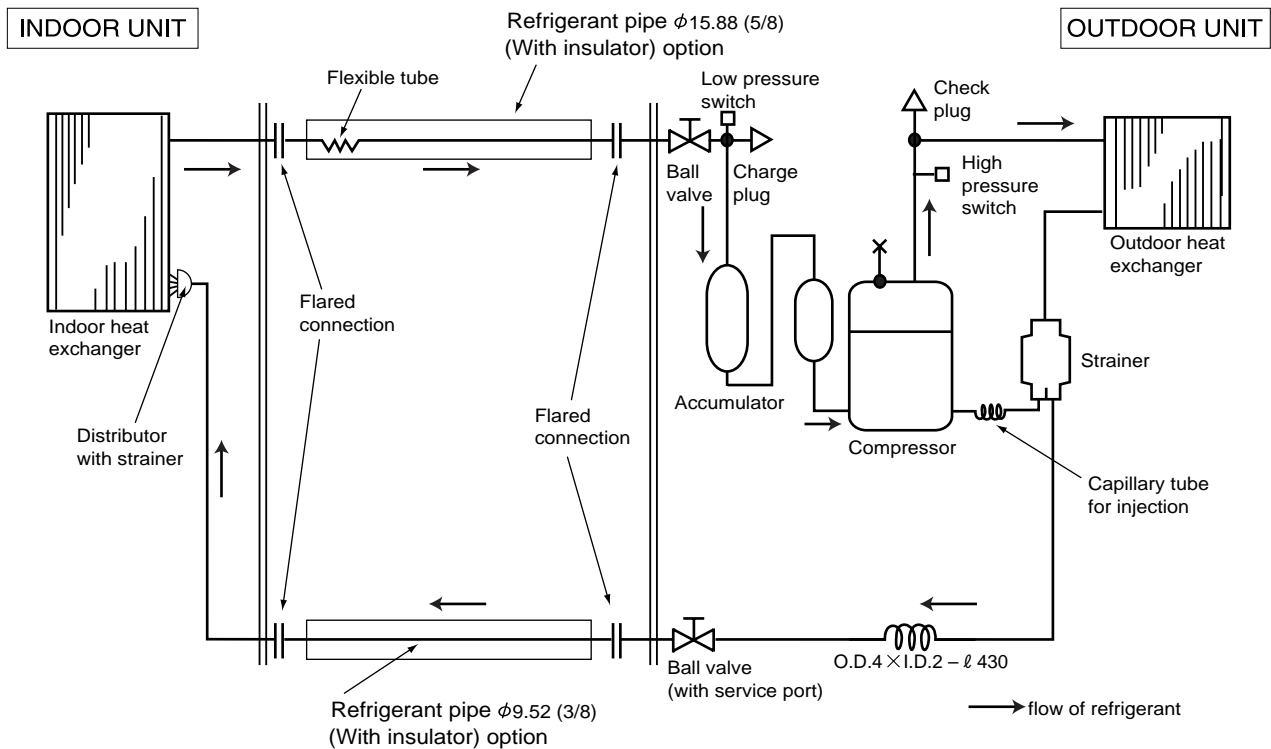 INDOOR UNIT
Refrigerant pipe ϕ15.88 (5/8)
(With insulator) option
OUTDOOR UNIT
Flexible tube
Low pressure
switch
Check
plug
Ball
valve
Charge
plug
High
pressure
switch
Outdoor heat
exchanger
Indoor heat
exchanger
Flared
connection
Strainer
Accumulator
Compressor
Distributor
with strainer
Flared
connection
Capillary tube
for injection
Ball valve
(with service port)
O.D.4 × I.D.2 – ℓ 430
Refrigerant pipe ϕ9.52 (3/8)
(With insulator) option
flow of refrigerant